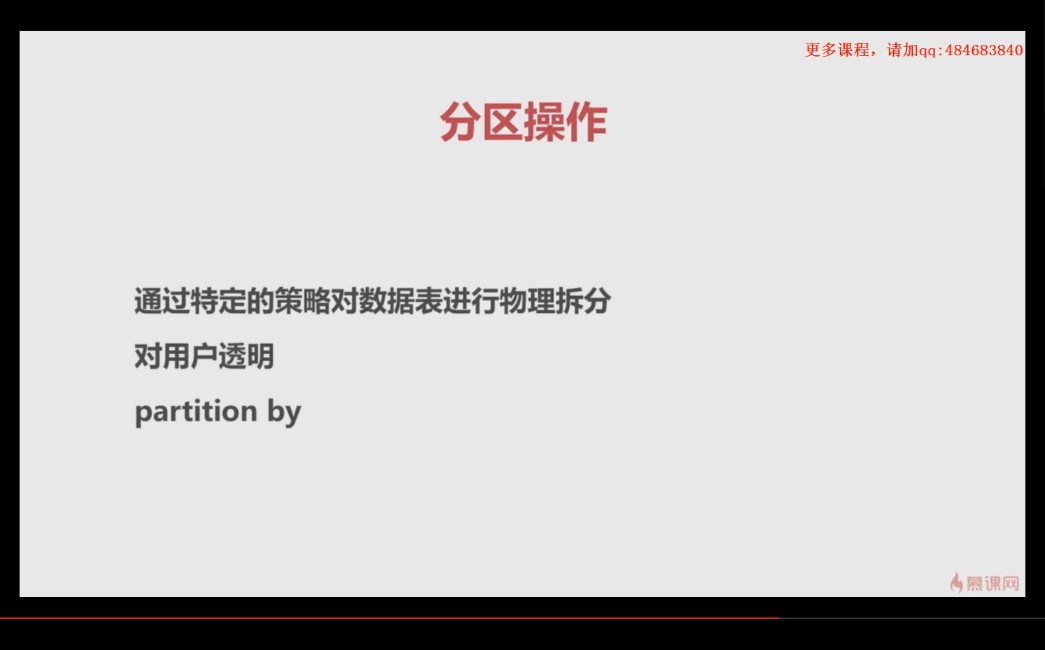 更多课程，请加qq:484683840
分区操作
通过特定的策略对数据表进行物理拆分
对用户透明
partition by
慕课网